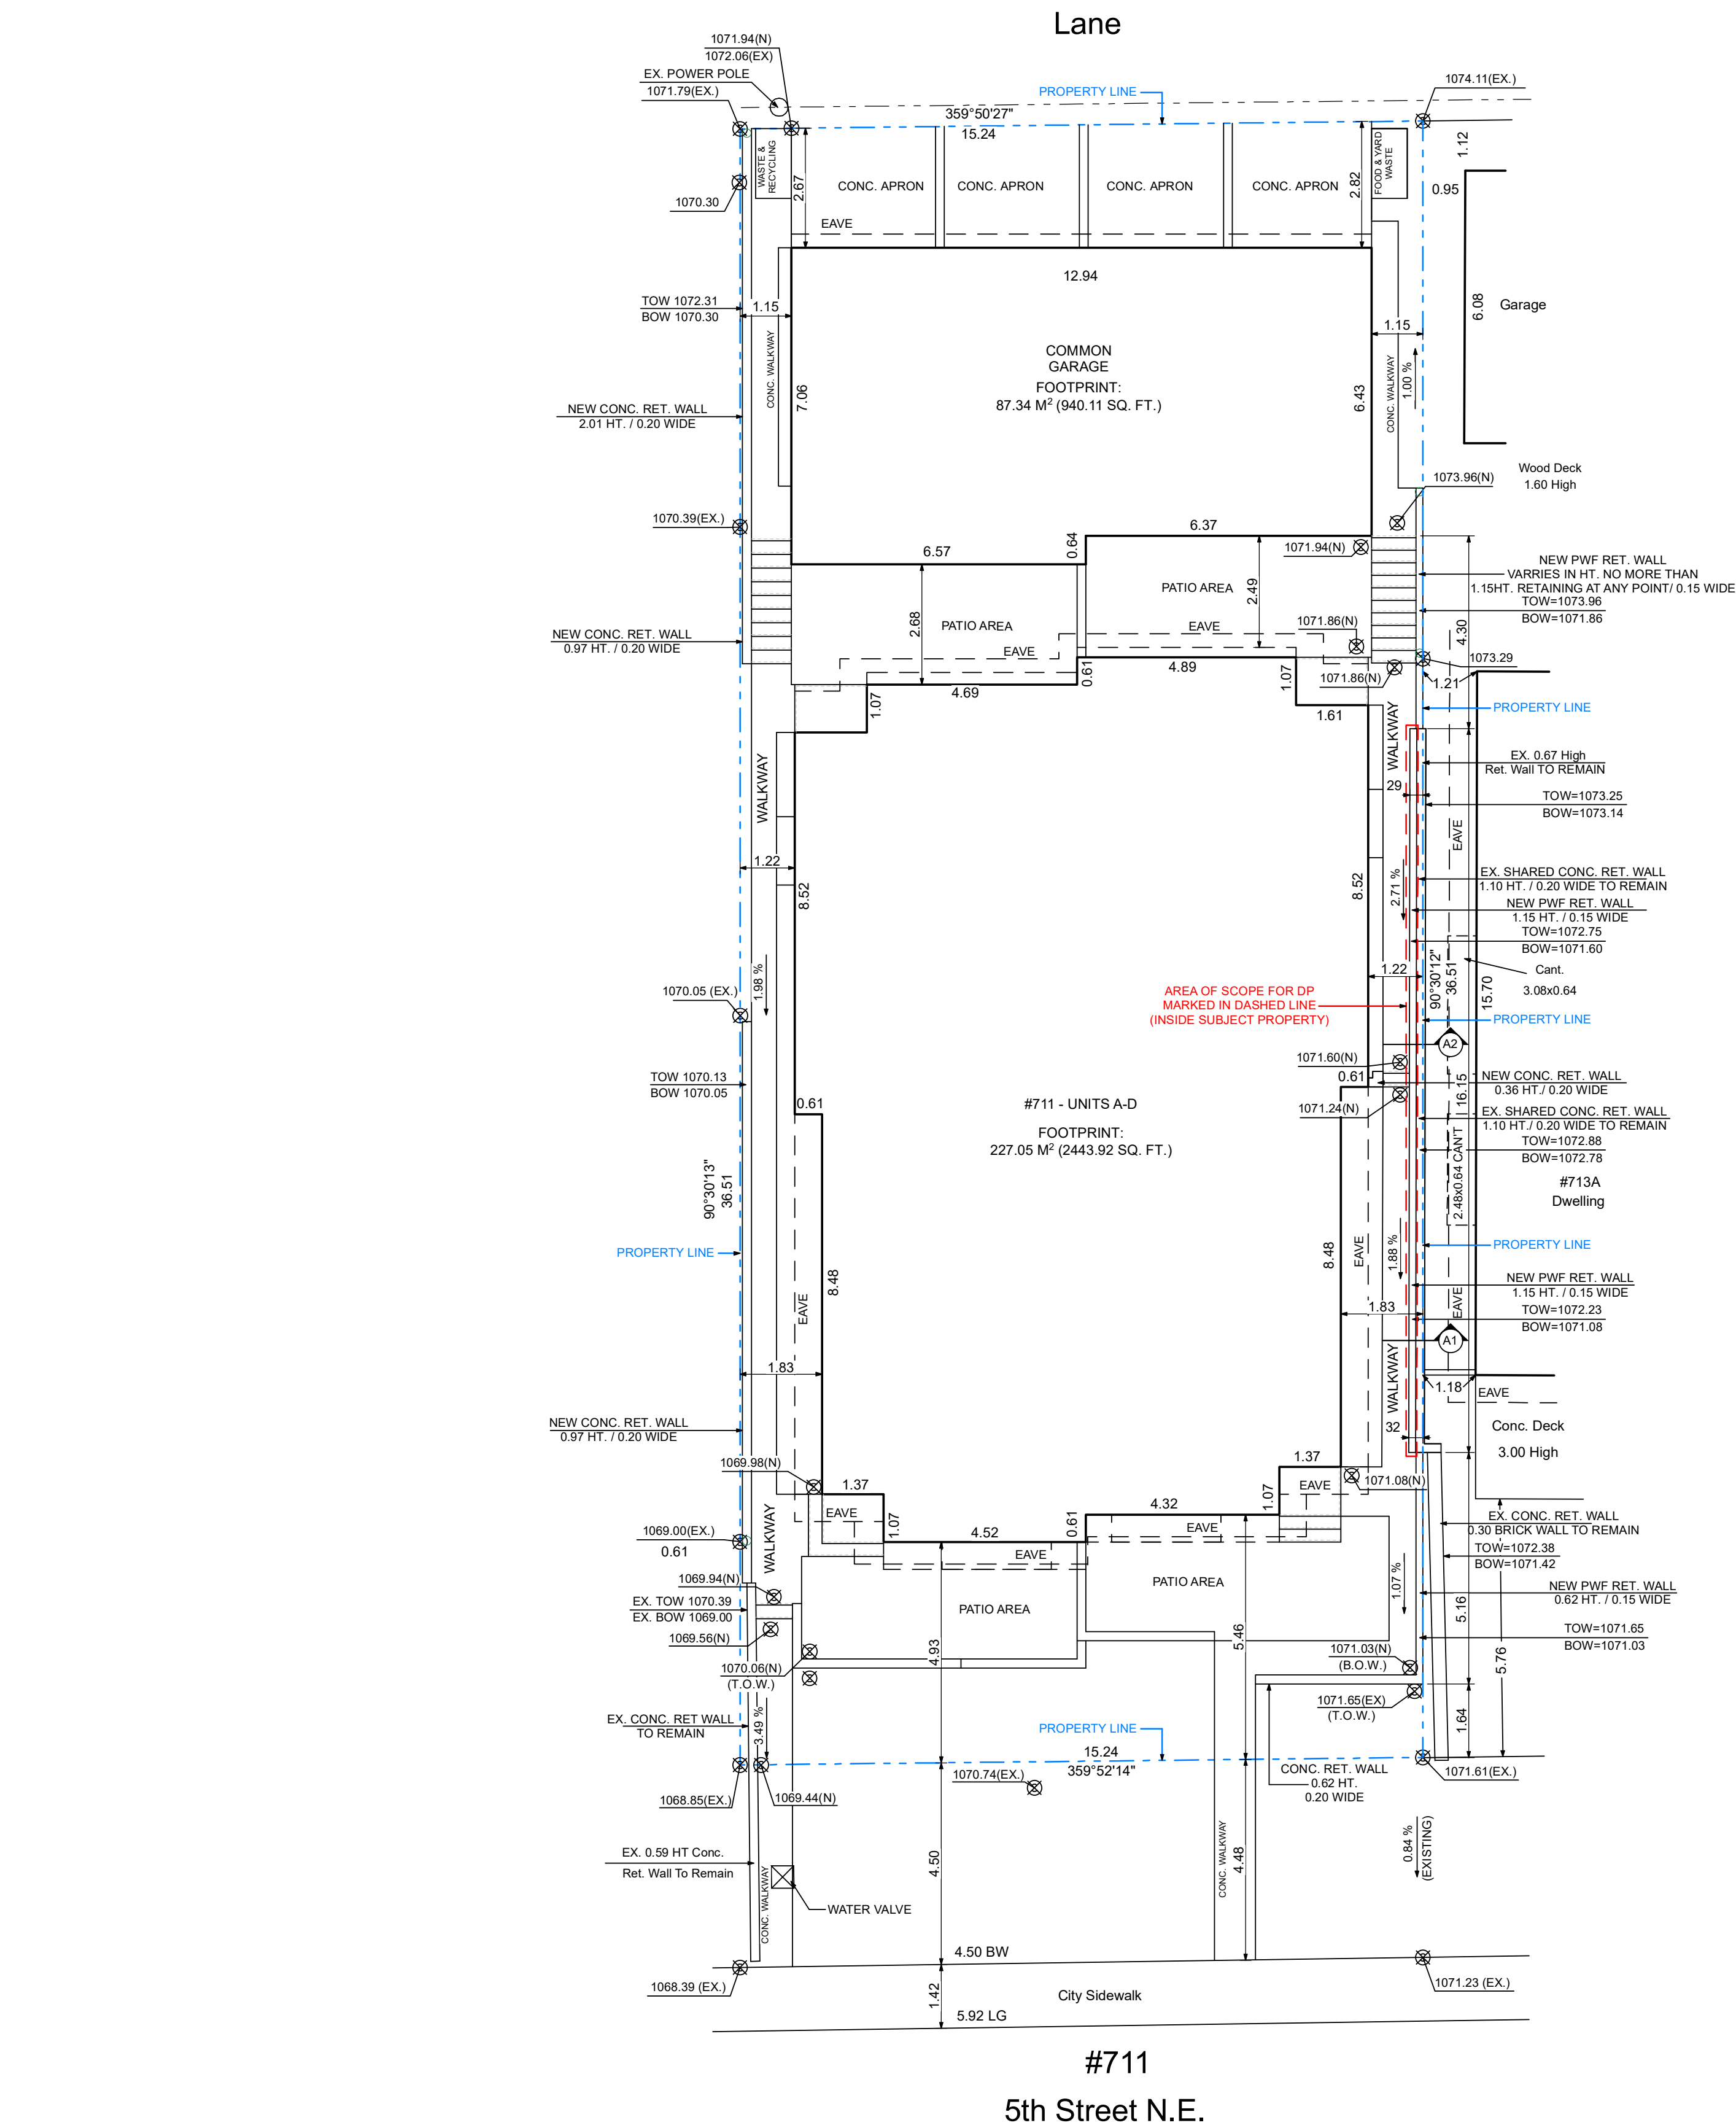 Lane
1071.94(N)
1072.06(EX)
EX. POWER POLE
1071.79(EX.)
PROPERTY LINE
359°50'27"
15.24
1074.11(EX.)
1.12
0.95
WASTE &
RECYCLING
2.67
CONC. APRON
CONC. APRON
CONC. APRON
CONC. APRON
2.82
FOOD & YARD
WASTE
1070.30
EAVE
12.94
TOW 1072.31
BOW 1070.30
1.15
1.15
6.08
Garage
CONC. WALKWAY
7.06
COMMON
GARAGE
FOOTPRINT:
87.34 M2 (940.11 SQ. FT.)
6.43
CONC. WALKWAY
1.00 %
NEW CONC. RET. WALL
2.01 HT. / 0.20 WIDE
Wood Deck
1.60 High
1073.96(N)
1070.39(EX.)
6.57
0.64
6.37
1071.94(N)
NEW PWF RET. WALL
VARRIES IN HT. NO MORE THAN
1.15HT. RETAINING AT ANY POINT/ 0.15 WIDE
TOW=1073.96
BOW=1071.86
2.68
PATIO AREA
PATIO AREA
2.49
1071.86(N)
4.30
NEW CONC. RET. WALL
0.97 HT. / 0.20 WIDE
EAVE
EAVE
1073.29
1071.86(N)
1.21
1.07
4.69
0.61
4.89
1.07
1.61
PROPERTY LINE
WALKWAY
WALKWAY
EX. 0.67 High
Ret. Wall TO REMAIN
29
TOW=1073.25
BOW=1073.14
EAVE
1.22
8.52
8.52
2.71 %
EX. SHARED CONC. RET. WALL
1.10 HT. / 0.20 WIDE TO REMAIN
NEW PWF RET. WALL
1.15 HT. / 0.15 WIDE
TOW=1072.75
BOW=1071.60
1.22
90°30'12"
36.51
Cant.
3.08x0.64
15.70
1070.05 (EX.)
1.98 %
AREA OF SCOPE FOR DP
MARKED IN DASHED LINE
(INSIDE SUBJECT PROPERTY)
PROPERTY LINE
A2
1071.60(N)
0.61
TOW 1070.13
BOW 1070.05
NEW CONC. RET. WALL
0.36 HT./ 0.20 WIDE
16.15
0.61
#711 - UNITS A-D
FOOTPRINT:
227.05 M2 (2443.92 SQ. FT.)
1071.24(N)
EX. SHARED CONC. RET. WALL
1.10 HT./ 0.20 WIDE TO REMAIN
TOW=1072.88
BOW=1072.78
2.48x0.64 CAN'T
#713A
Dwelling
90°30'13"
36.51
PROPERTY LINE
8.48
EAVE
8.48
EAVE
1.88 %
PROPERTY LINE
NEW PWF RET. WALL
1.15 HT. / 0.15 WIDE
EAVE
TOW=1072.23
BOW=1071.08
1.83
A1
1.83
WALKWAY
1.18
EAVE
NEW CONC. RET. WALL
0.97 HT. / 0.20 WIDE
32
Conc. Deck
3.00 High
1069.98(N)
1.37
1.37
1071.08(N)
EAVE
1.07
4.52
0.61
4.32
1.07
EAVE
EAVE
EAVE
EX. CONC. RET. WALL
0.30 BRICK WALL TO REMAIN
1069.00(EX.)
0.61
WALKWAY
TOW=1072.38
BOW=1071.42
1069.94(N)
PATIO AREA
PATIO AREA
1.07 %
NEW PWF RET. WALL
0.62 HT. / 0.15 WIDE
EX. TOW 1070.39
EX. BOW 1069.00
5.16
1069.56(N)
4.93
5.46
TOW=1071.65
BOW=1071.03
1071.03(N)
(B.O.W.)
5.76
1070.06(N)
(T.O.W.)
1071.65(EX)
(T.O.W.)
EX. CONC. RET WALL
TO REMAIN
3.49 %
PROPERTY LINE
15.24
359°52'14"
1.64
1070.74(EX.)
CONC. RET. WALL
0.62 HT.
0.20 WIDE
1071.61(EX.)
1068.85(EX.)
1069.44(N)
EX. 0.59 HT Conc.
Ret. Wall To Remain
CONC. WALKWAY
4.50
CONC. WALKWAY
4.48
0.84 %
(EXISTING)
WATER VALVE
4.50 BW
1068.39 (EX.)
1.42
City Sidewalk
1071.23 (EX.)
5.92 LG
#711
5th Street N.E.